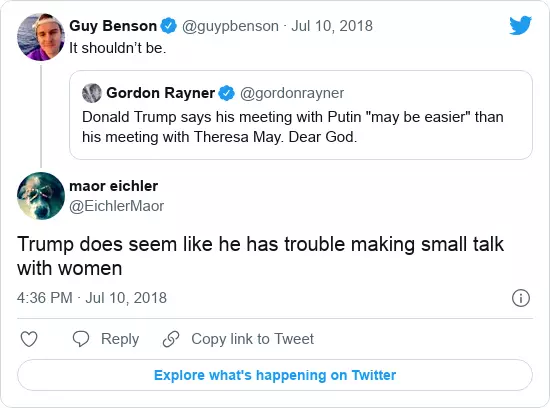 Guy Benson @guypbenson · Jul 10, 2018
It shouldn't be.
Gordon Rayner @gordonrayner
Donald Trump says his meeting with Putin "may be easier" than
his meeting with Theresa May. Dear God.
maor eichler
@EichlerMaor
Trump does seem like he has trouble making small talk
with women
4:36 PM · Jul 10, 2018
Reply Copy link to Tweet
Explore what's happening on Twitter